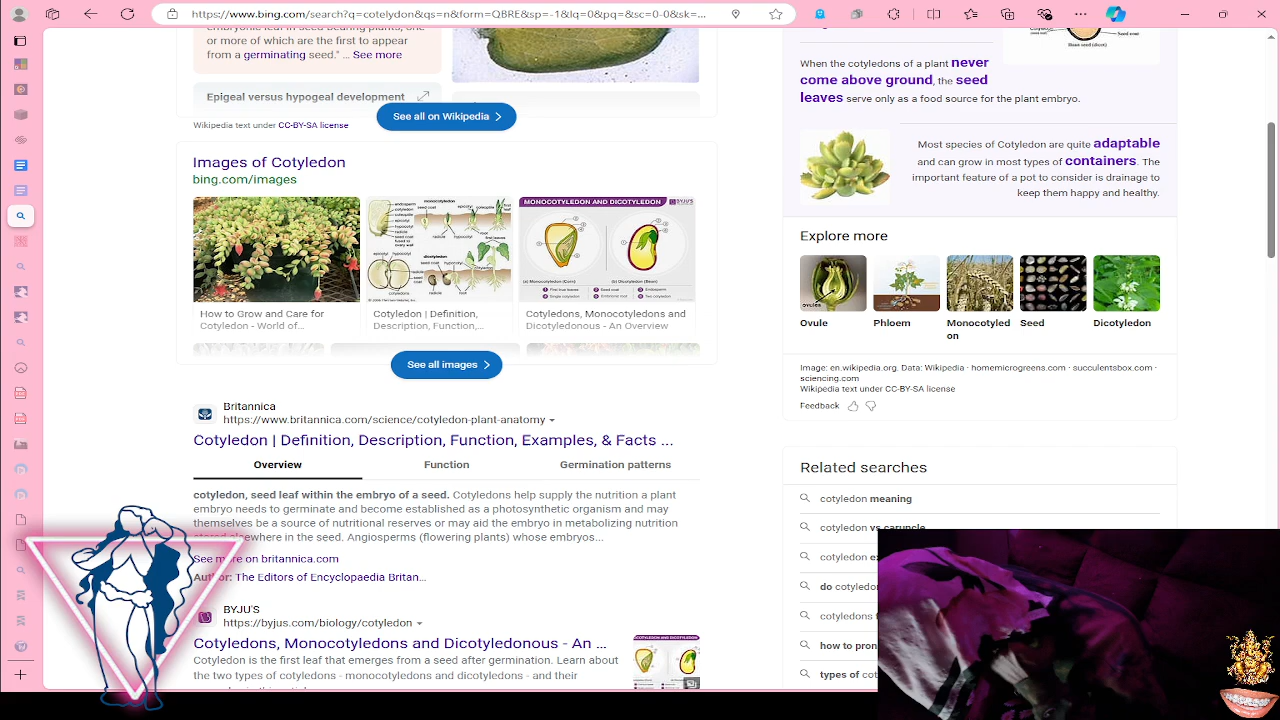 https://www.bing.com/search?q=cotelydon&qs=n&form=QBRE&sp=-1&lq=0&pq=&sc=0-0&sk=...
or more of which are the first to appear
from a germinating seed." ... See more
Epigeal versus hypogeal development
See all on Wikipedia
Wikipedia text under CC-BY-SA license
Images of Cotyledon
bing.com/images
MONOCOTYLEDON AND DICOTYLEDON
BYJU'S
How to Grow and Care for
Cotyledon - World of...
Cotyledon | Definition,
Description, Function,...
Cotyledons, Monocotyledons and
Dicotyledonous - An Overview
See all images
Britannica
https://www.britannica.com/science/cotyledon-plant-anatomy
Cotyledon | Definition, Description, Function, Examples, & Facts ...
Overview
Function
Germination patterns
cotyledon, seed leaf within the embryo of a seed. Cotyledons help supply the nutrition a plant
embryo needs to germinate and become established as a photosynthetic organism and may
themselves be a source of nutritional reserves or may aid the embryo in metabolizing nutrition
elsewhere in the seed. Angiosperms (flowering plants) whose embryos...
See more on britannica.com
Author: The Editors of Encyclopaedia Britan...
BYJU'S
https://byjus.com/biology/cotyledon
Cotyledons, Monocotyledons and Dicotyledonous - An ...
Cotyledon is the first leaf that emerges from a seed after germination. Learn about
the two types of cotyledons - monocotyledons and dicotyledons - and their
Seed coat
Bean seed (dicot)
When the cotyledons of a plant never
come above ground, the seed
leaves serve only as a food source for the plant embryo.
Most species of Cotyledon are quite adaptable
and can grow in most types of containers. The
important feature of a pot to consider is drainage to
keep them happy and healthy.
Explore more
Ovule
Phloem
Monocotyled
on
Seed
Dicotyledon
Image: en.wikipedia.org. Data: Wikipedia · homemicrogreens.com · succulentsbox.com ·
sciencing.com
Wikipedia text under CC-BY-SA license
Feedback
Related searches
cotyledon meaning
cotyledon vs caruncle
cotyledon
do
cotyledons
how to
types of